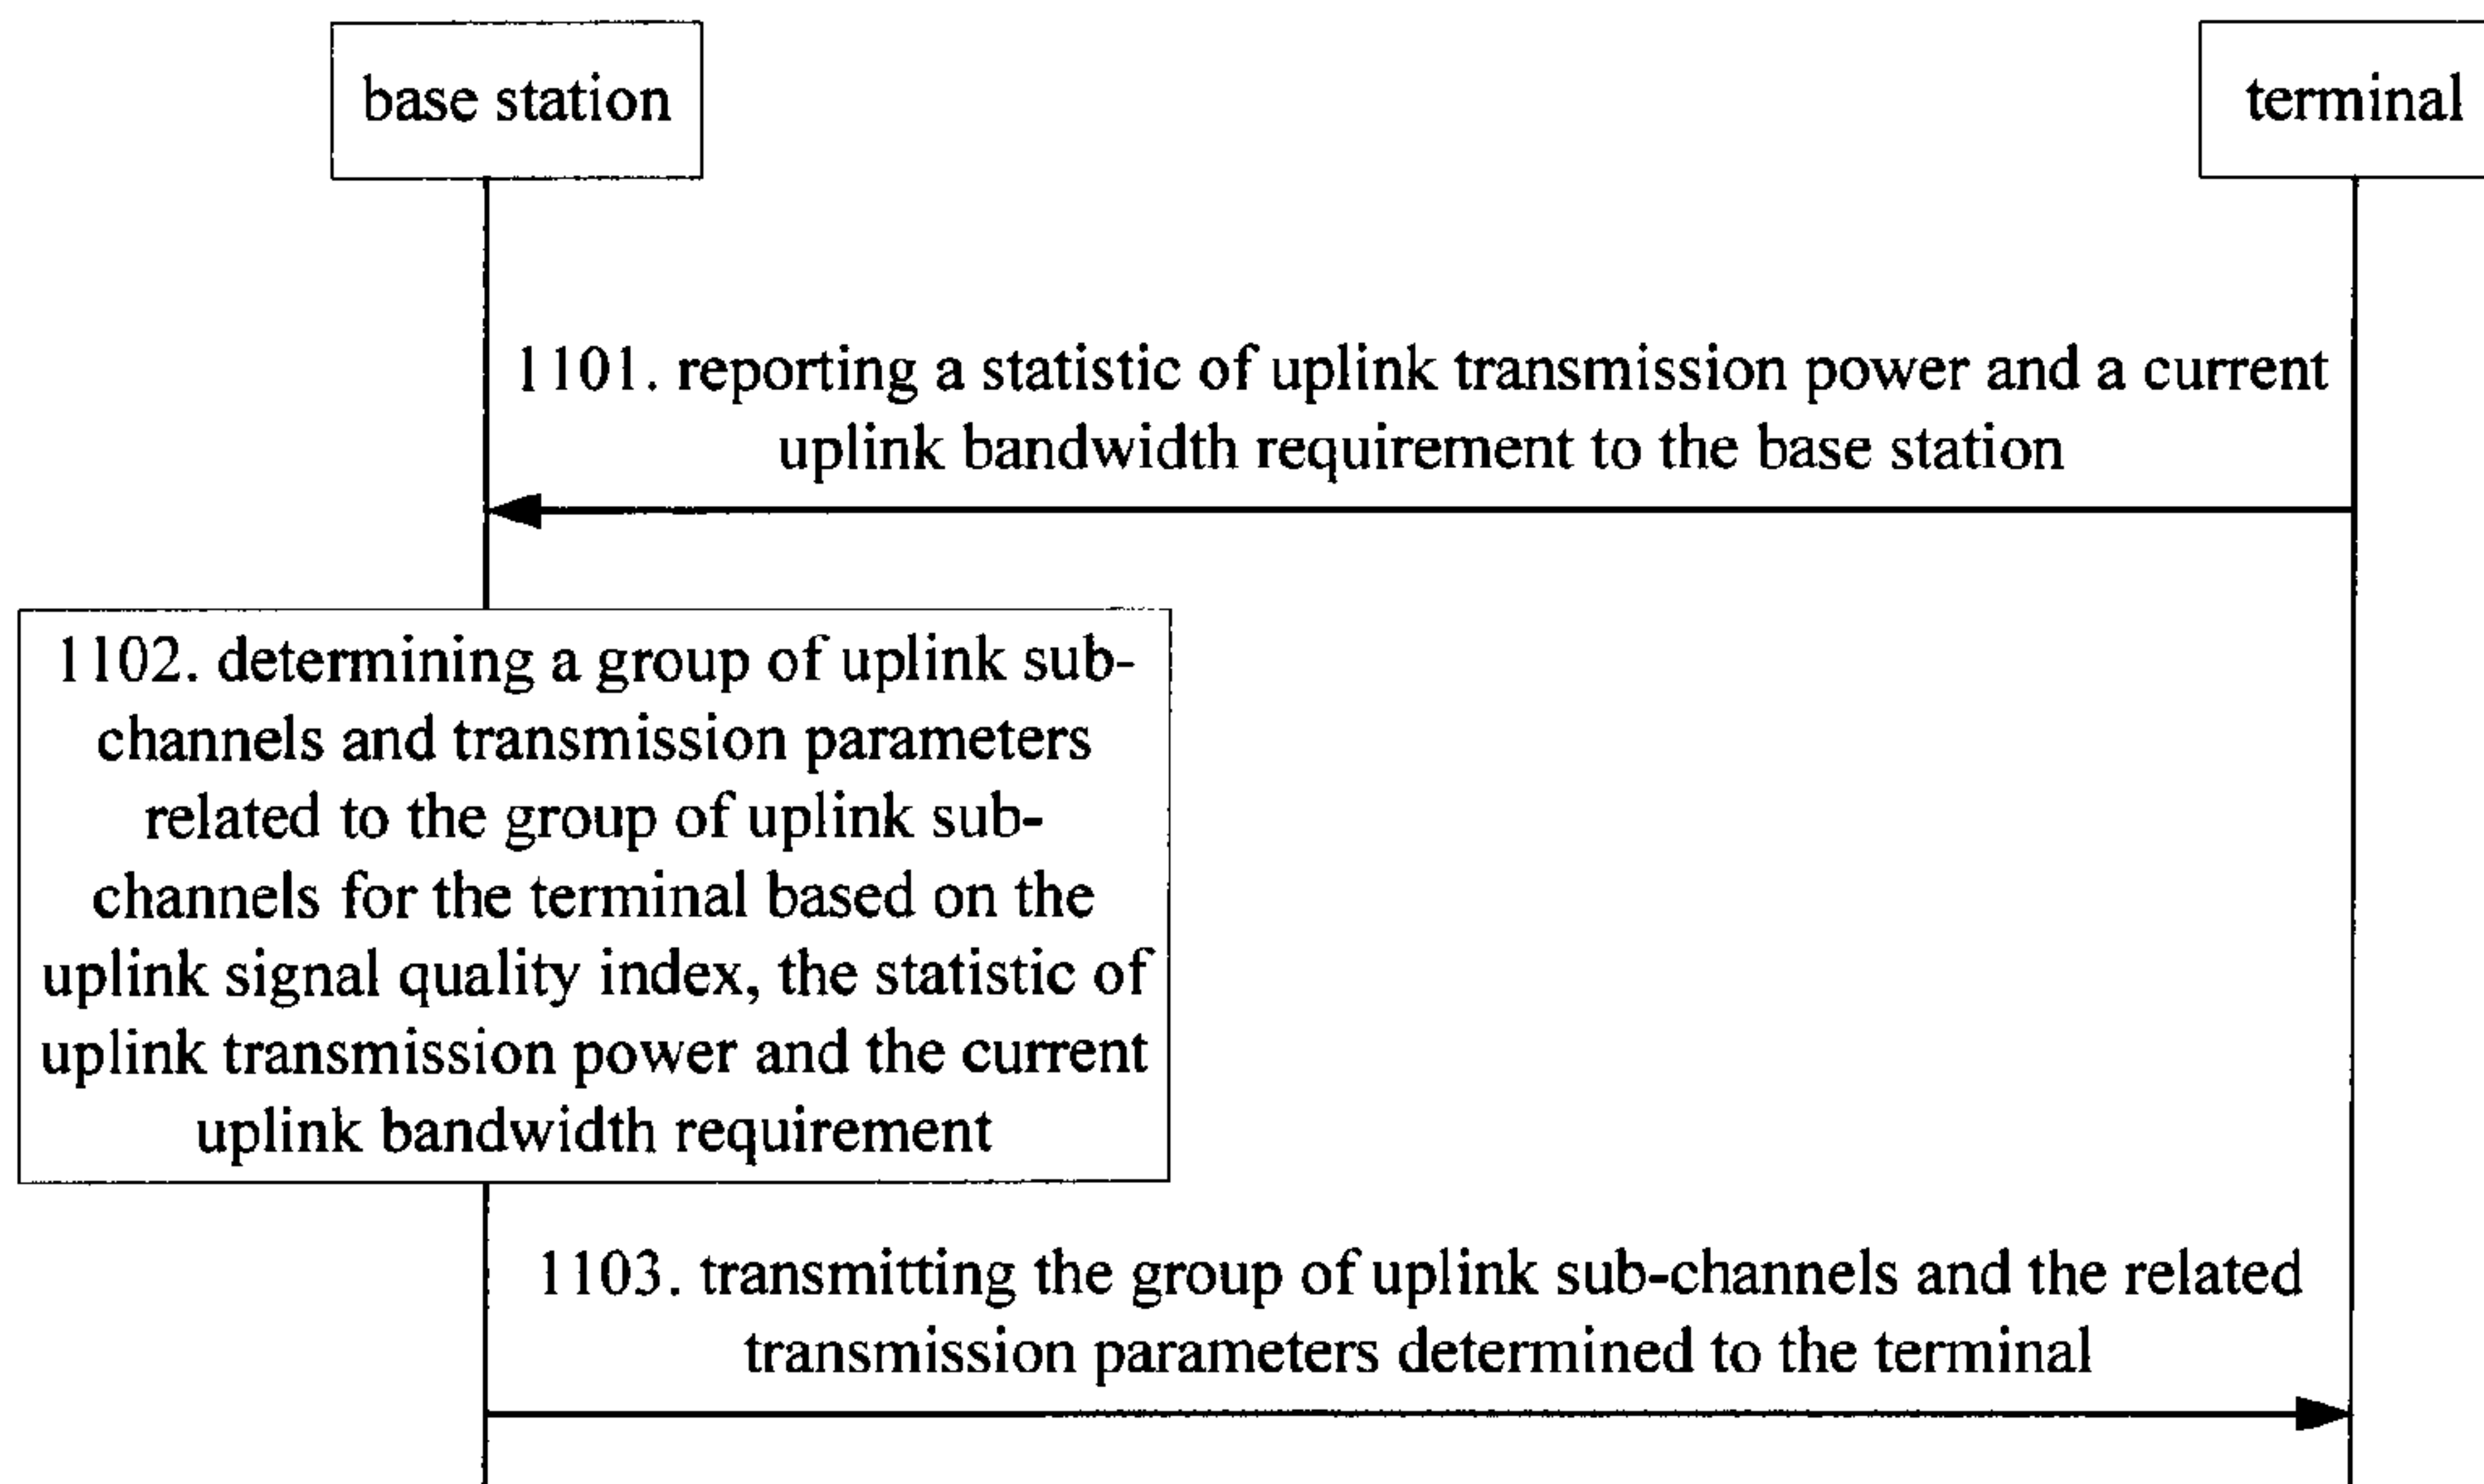 base station
terminal
1101. reporting a statistic of uplink transmission power and a current
uplink bandwidth requirement to the base station
1102. determining a group of uplink sub-
channels and transmission parameters
related to the group of uplink sub-
channels for the terminal based on the
uplink signal quality index, the statistic of
uplink transmission power and the current
uplink bandwidth requirement
1103. transmitting the group of uplink sub-channels and the related
transmission parameters determined to the terminal